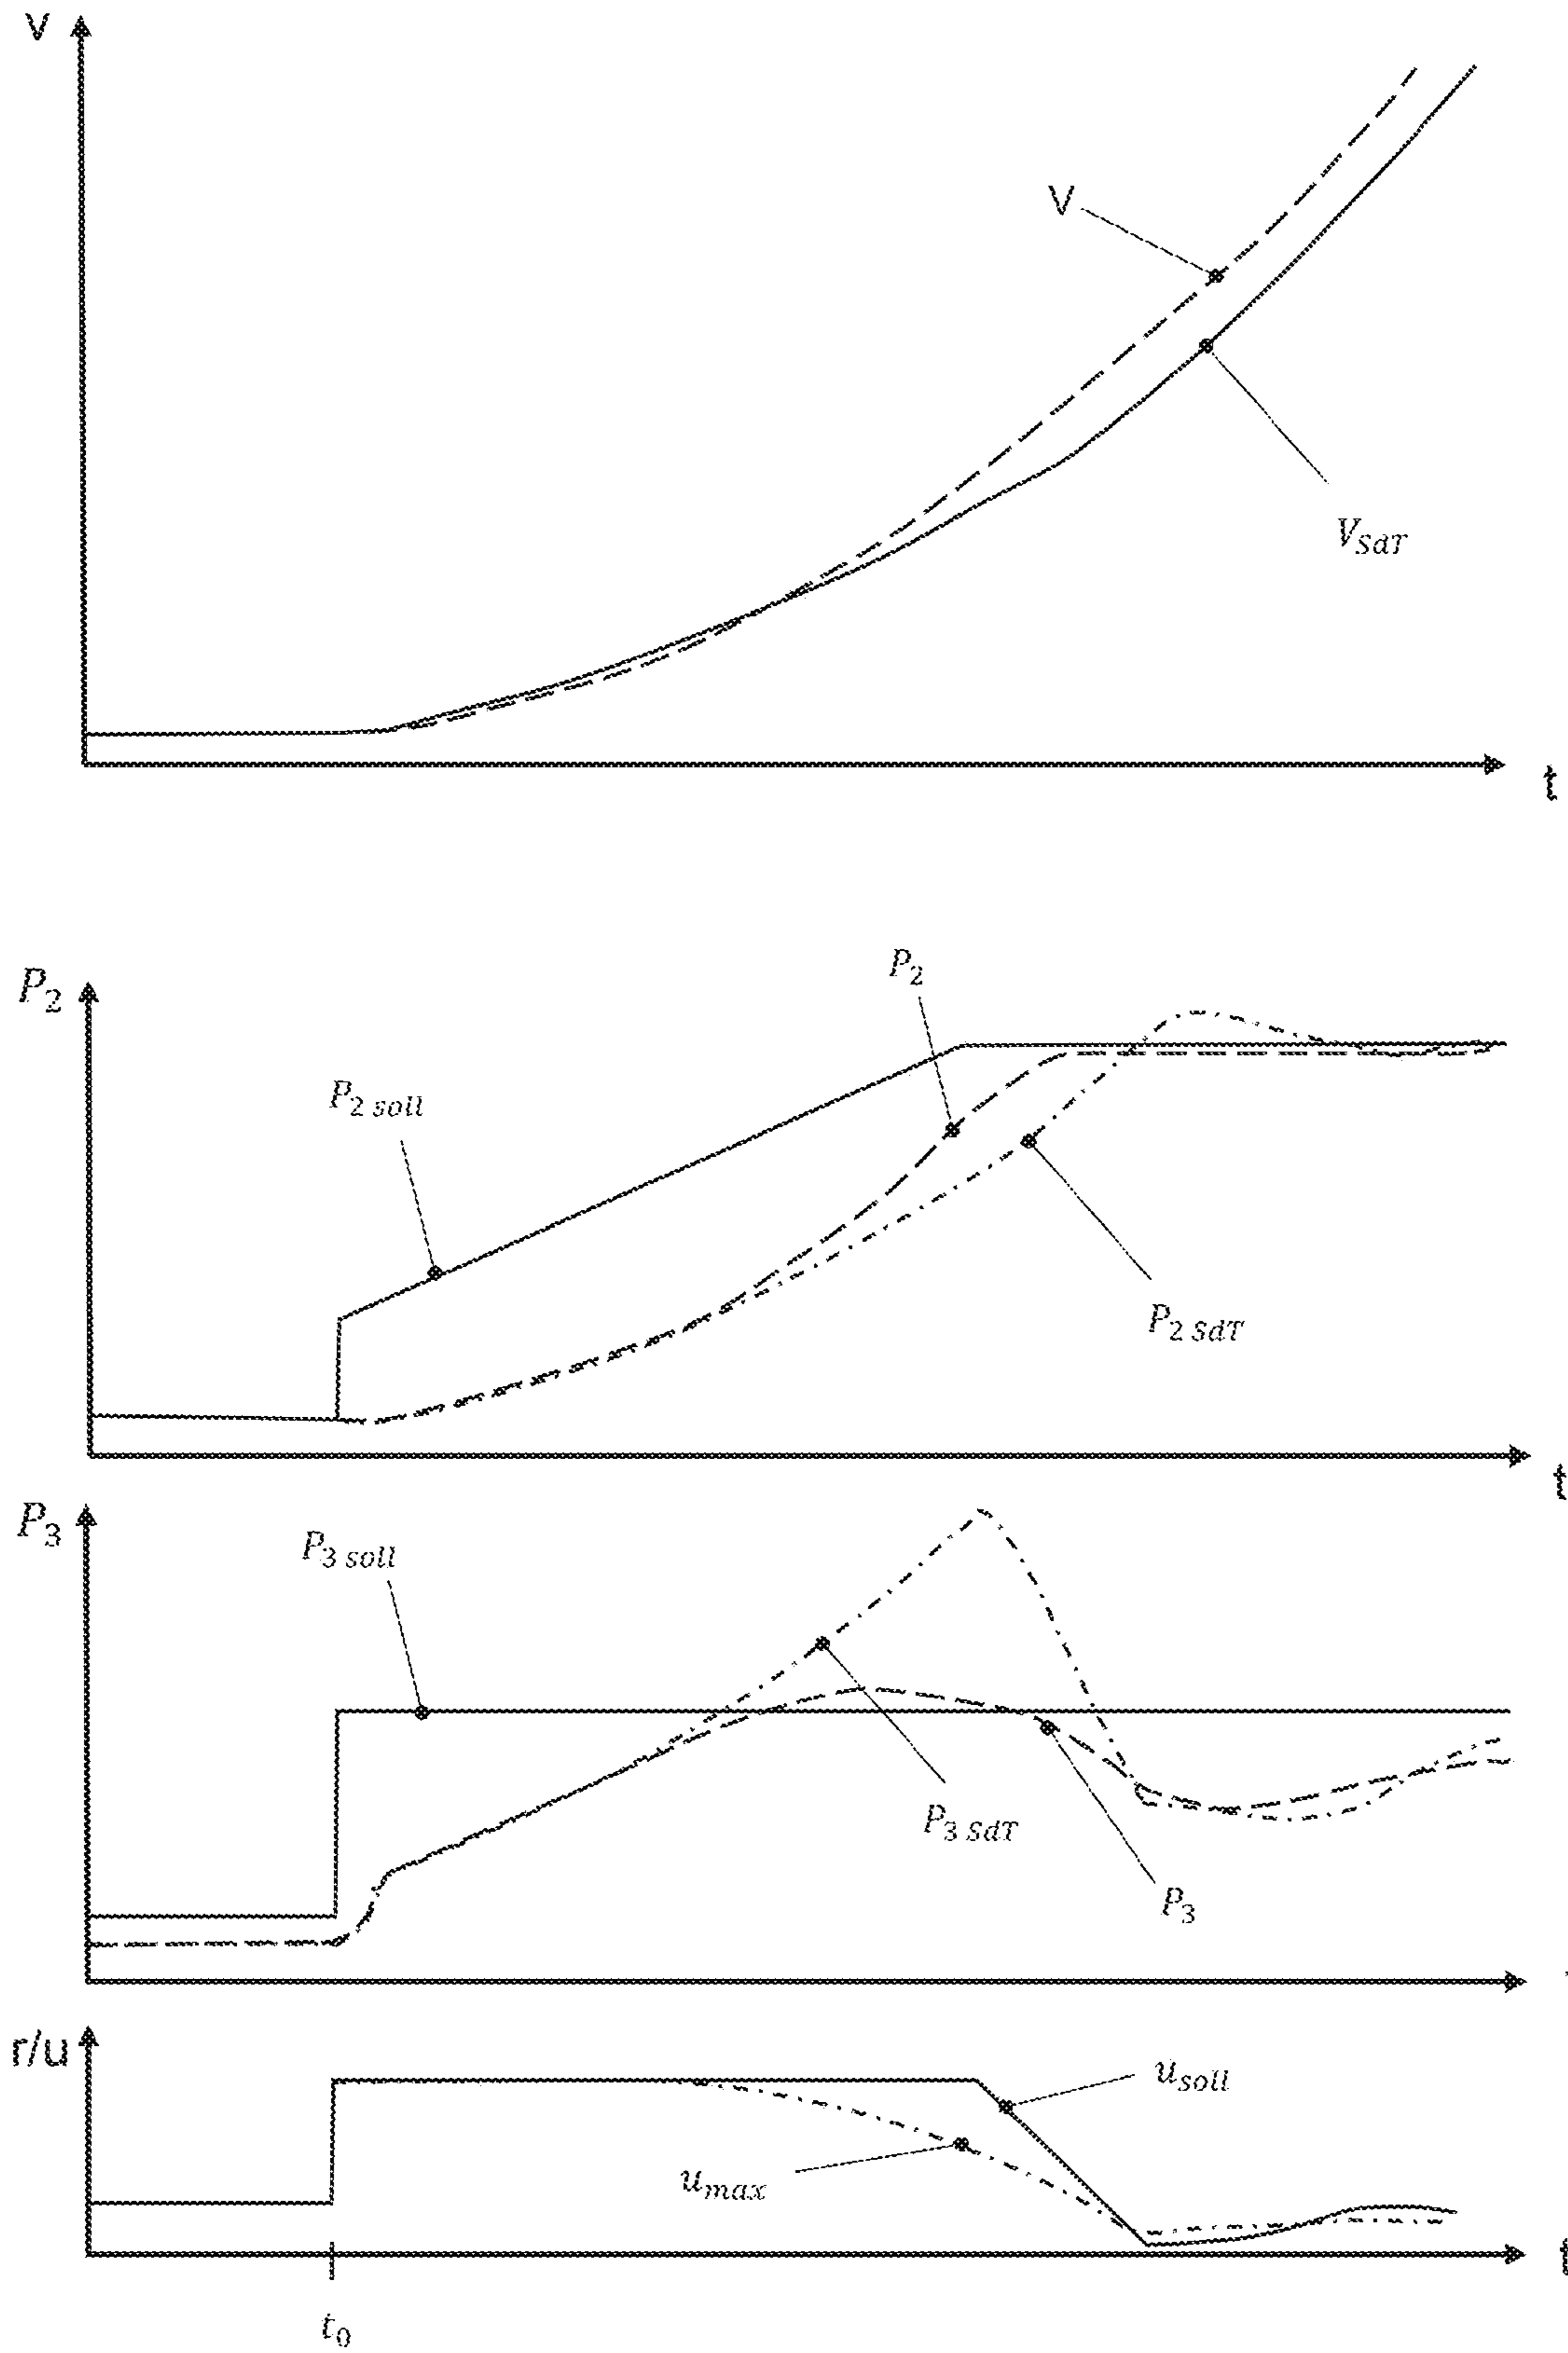 V
V
V_SdT
t
P_2
P_2
P_2 soll
P_2 SdT
t
P_3
P_3 soll
P_3 SdT
P_3
r/u
u_soll
u_max
t
t_0